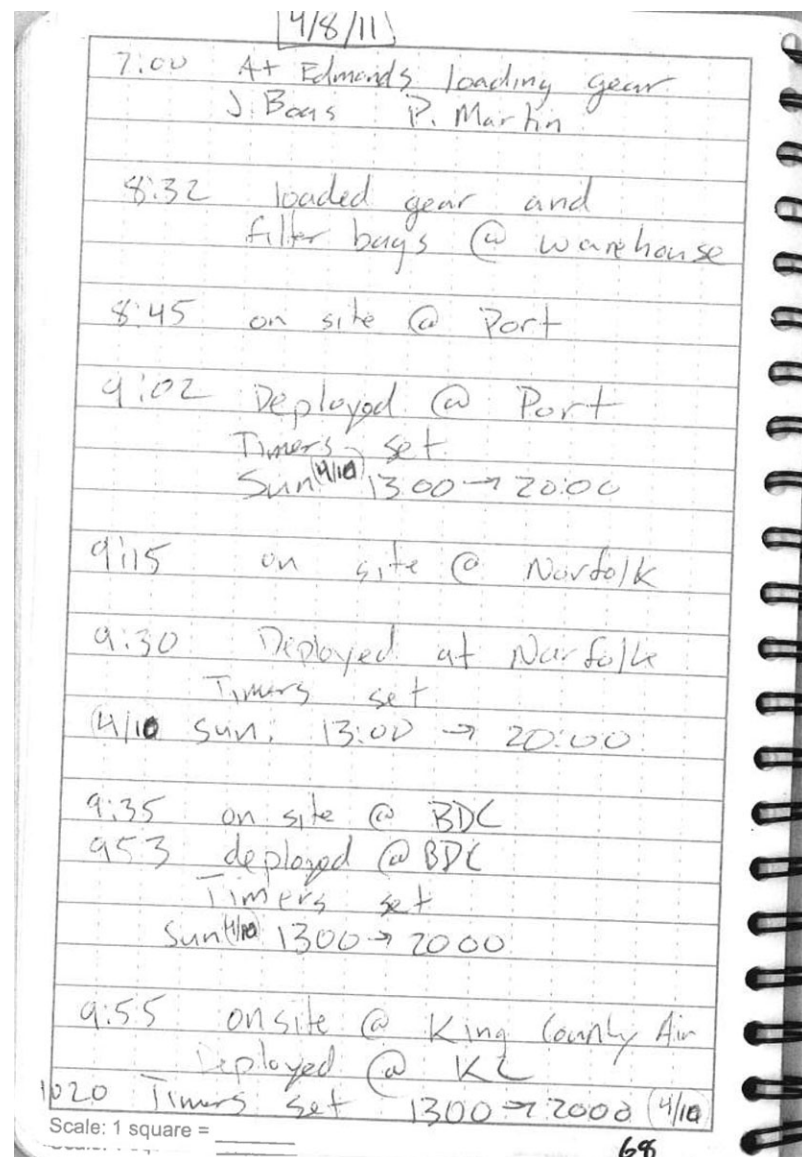 4/8/11
7:00 At Edmonds loading gear
J. Boas P. Martin
8:32 loaded gear and
filter bags @ warehouse
8:45 on site @ Port
9:02 Deployed @ Port
Timers set
Sun (4/10) 13:00 → 20:00
9:15 on site @ Norfolk
9:30 Deployed at Norfolk
Timers set
(4/10 Sun. 13:00 → 20:00
9:35 on site @ BDC
953 deployed @ BDC
Timers set
Sun (4/10) 1300 → 2000
9:55 onsite @ King County Air
Deployed @ KC
1020 Timers set 1300 → 2000 (4/10)
Scale: 1 square =
68